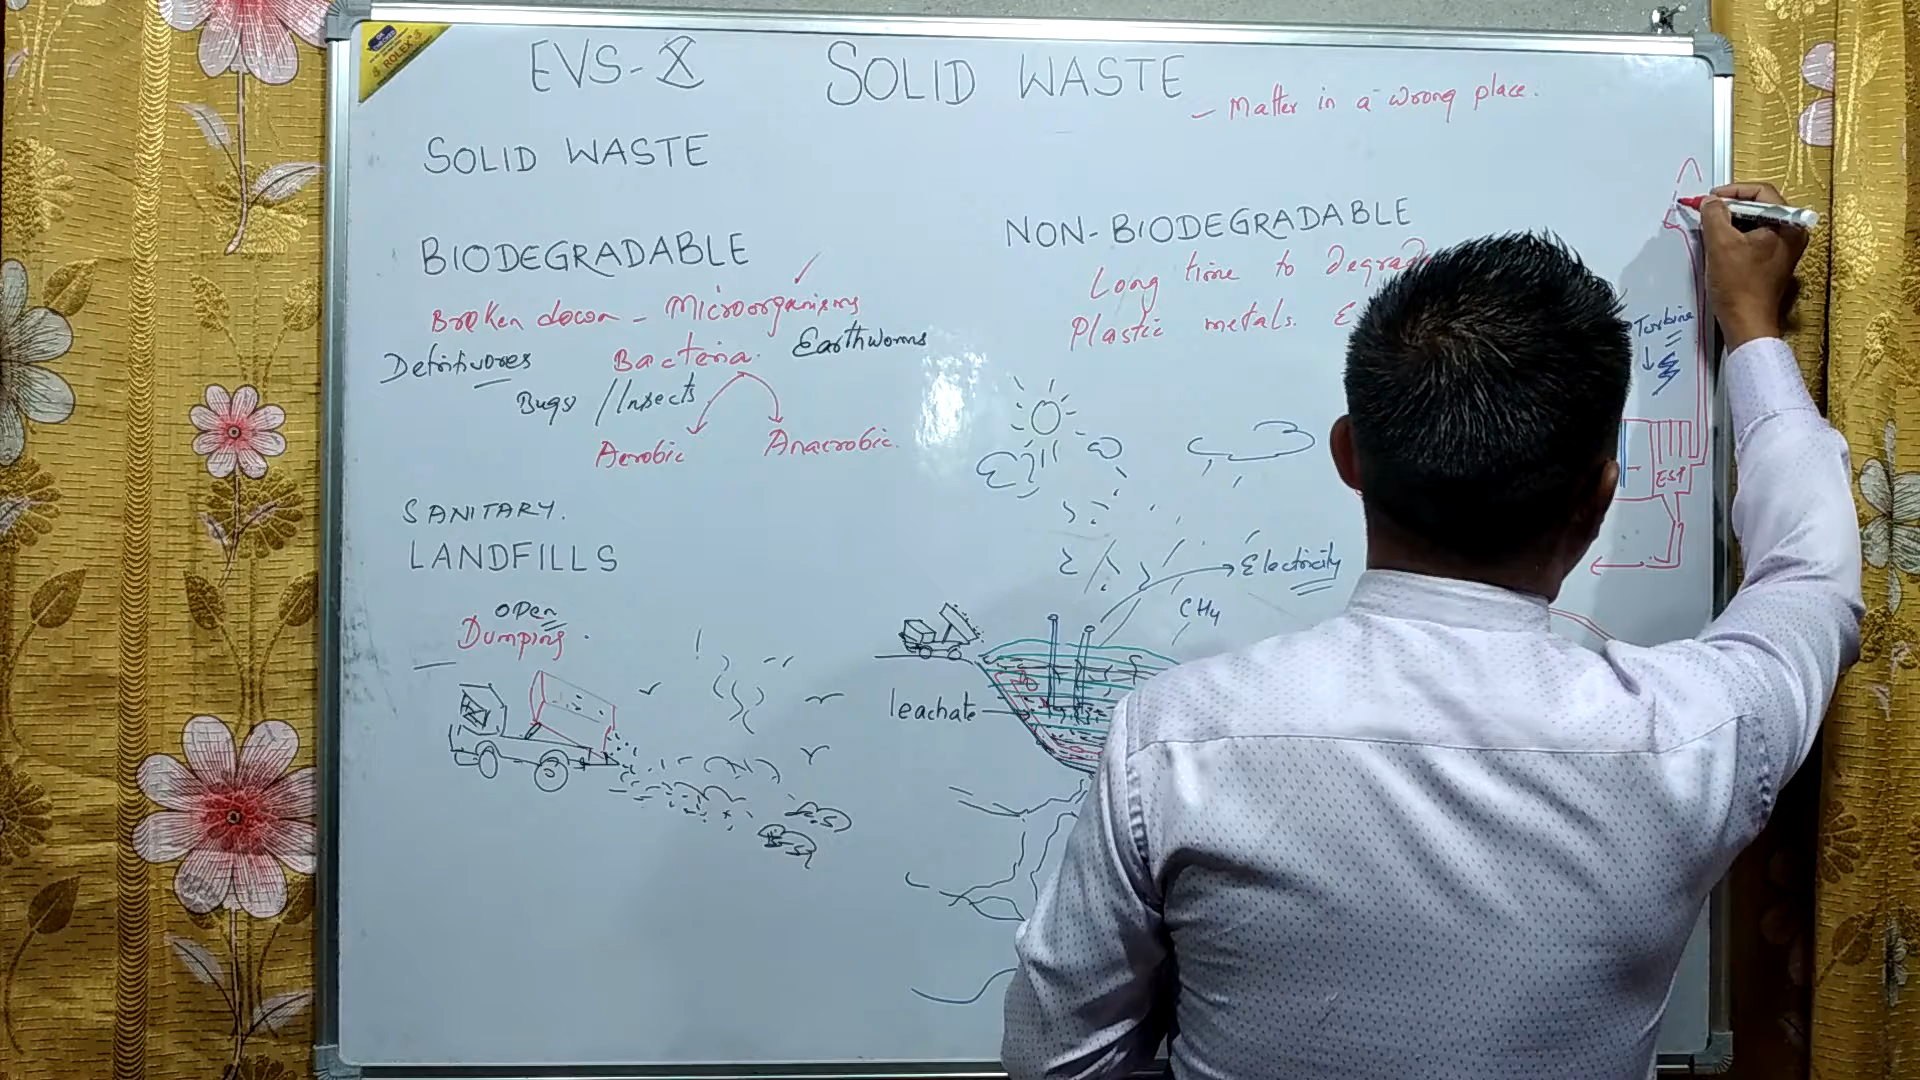 ROLEX
EVS-X SOLID WASTE
- Matter in a wrong place.
SOLID WASTE
BIODEGRADABLE
Broken down - Microorganisms
Detritivores Bacteria. Earthworms
Bugs / Insects
Aerobic Anaerobic.
NON-BIODEGRADABLE
Long time to
Plastic metals.
Turbine
ESP
SANITARY.
LANDFILLS
Open
Dumping.
Electricity
CH4
leachate